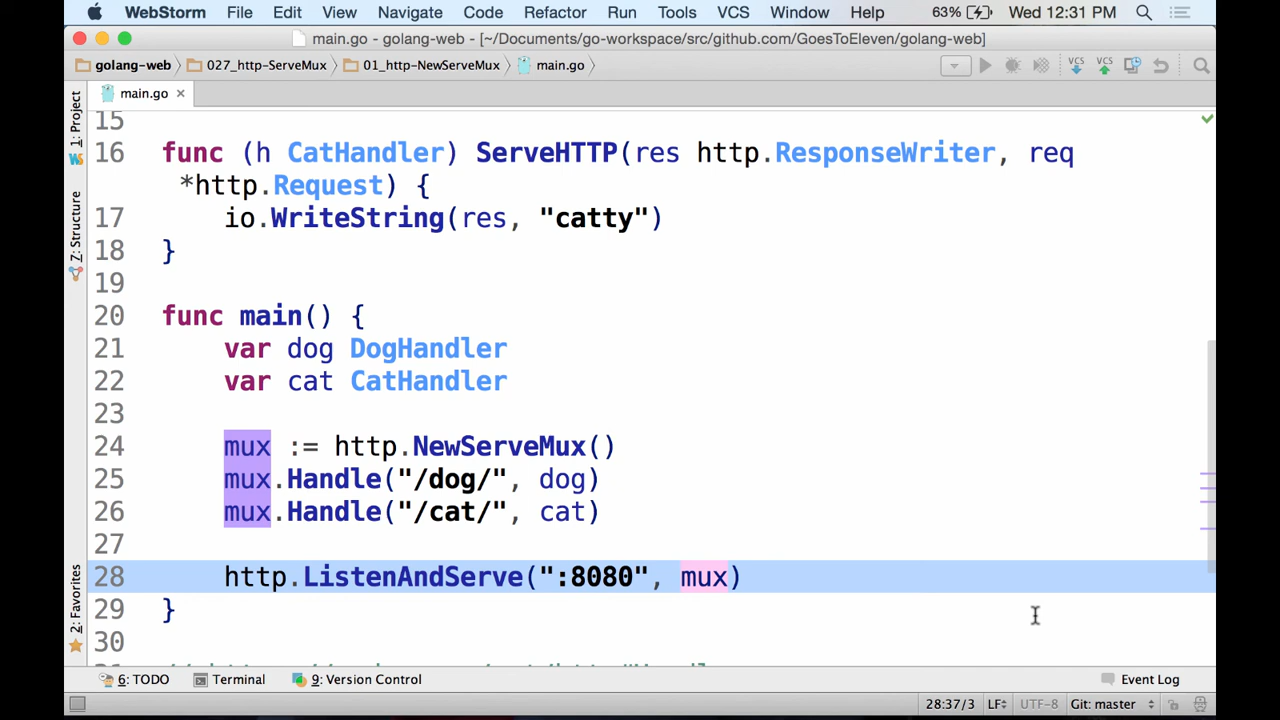 WebStorm File Edit View Navigate Code Refactor Run Tools VCS Window Help 63% Wed 12:31 PM
main.go - golang-web - [~/Documents/go-workspace/src/github.com/GoesToEleven/golang-web]
golang-web 027_http-ServeMux 01_http-NewServeMux main.go VCS VCS
main.go ×
1: Project
7: Structure
2: Favorites
15
16 func (h CatHandler) ServeHTTP(res http.ResponseWriter, req
*http.Request) {
17 io.WriteString(res, "catty")
18 }
19
20 func main() {
21 var dog DogHandler
22 var cat CatHandler
23
24 mux := http.NewServeMux()
25 mux.Handle("/dog/", dog)
26 mux.Handle("/cat/", cat)
27
28 http.ListenAndServe(":8080", mux)
29 }
30
6: TODO Terminal 9: Version Control Event Log
28:37/3 LF UTF-8 Git: master